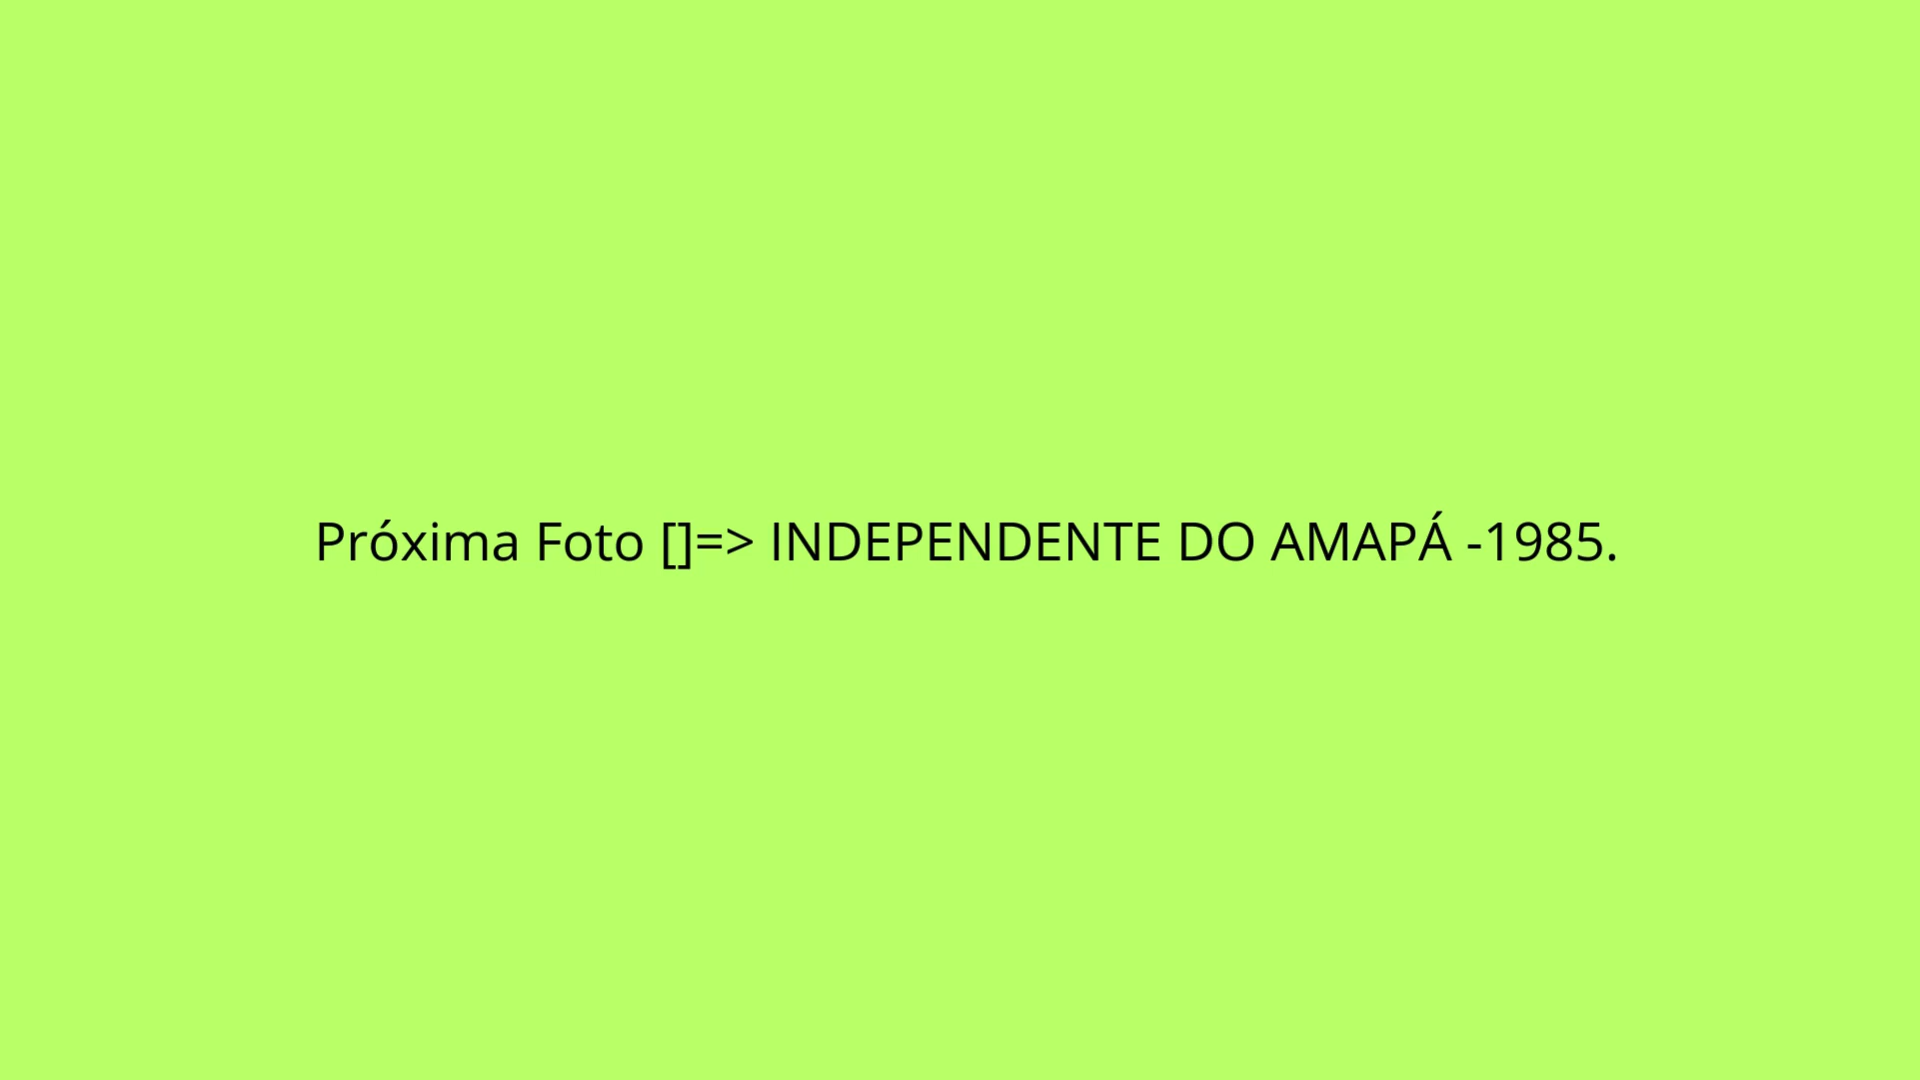 Próxima Foto []=> INDEPENDENTE DO AMAPÁ -1985.